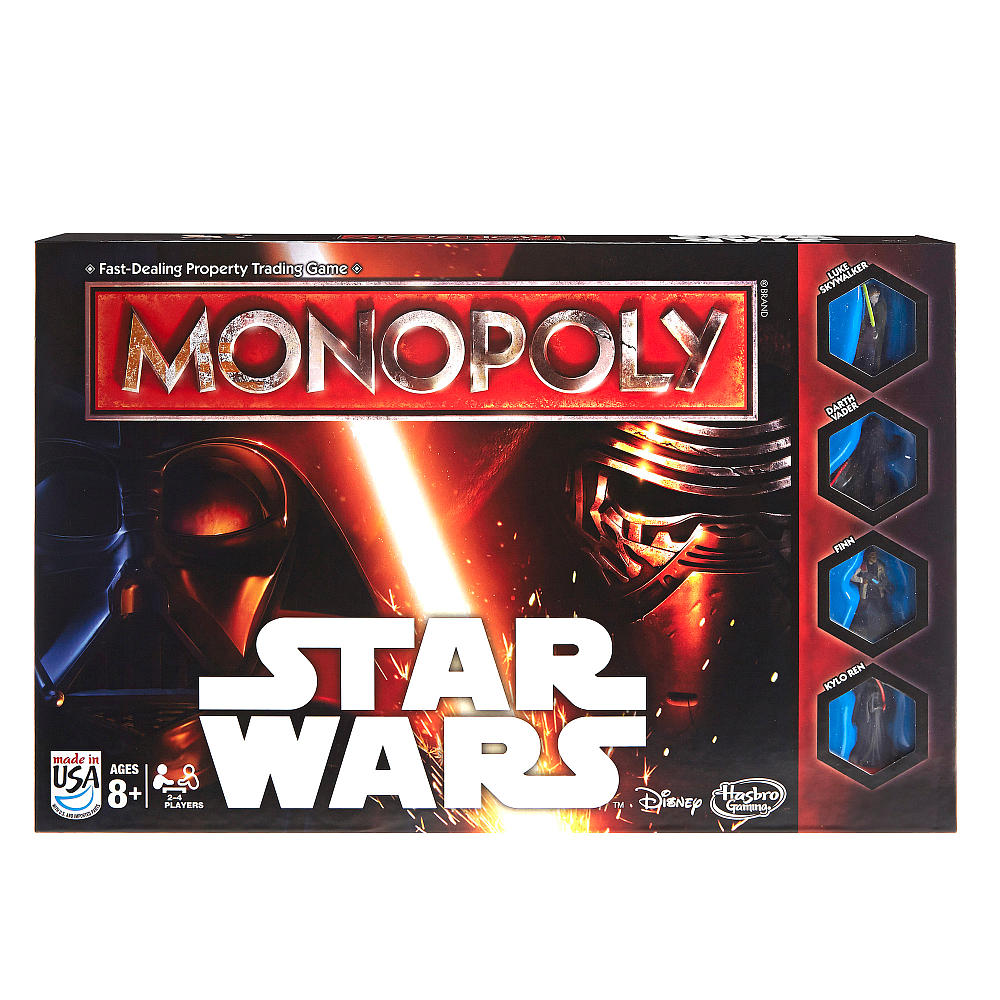 ◈ Fast-Dealing Property Trading Game ◈
MONOPOLY
® BRAND
LUKE
SKYWALKER
DARTH
VADER
FINN
KYLO REN
STAR
WARS
made in
USA
AGES
8+
2-4
PLAYERS
™
Disney
Hasbro
Gaming